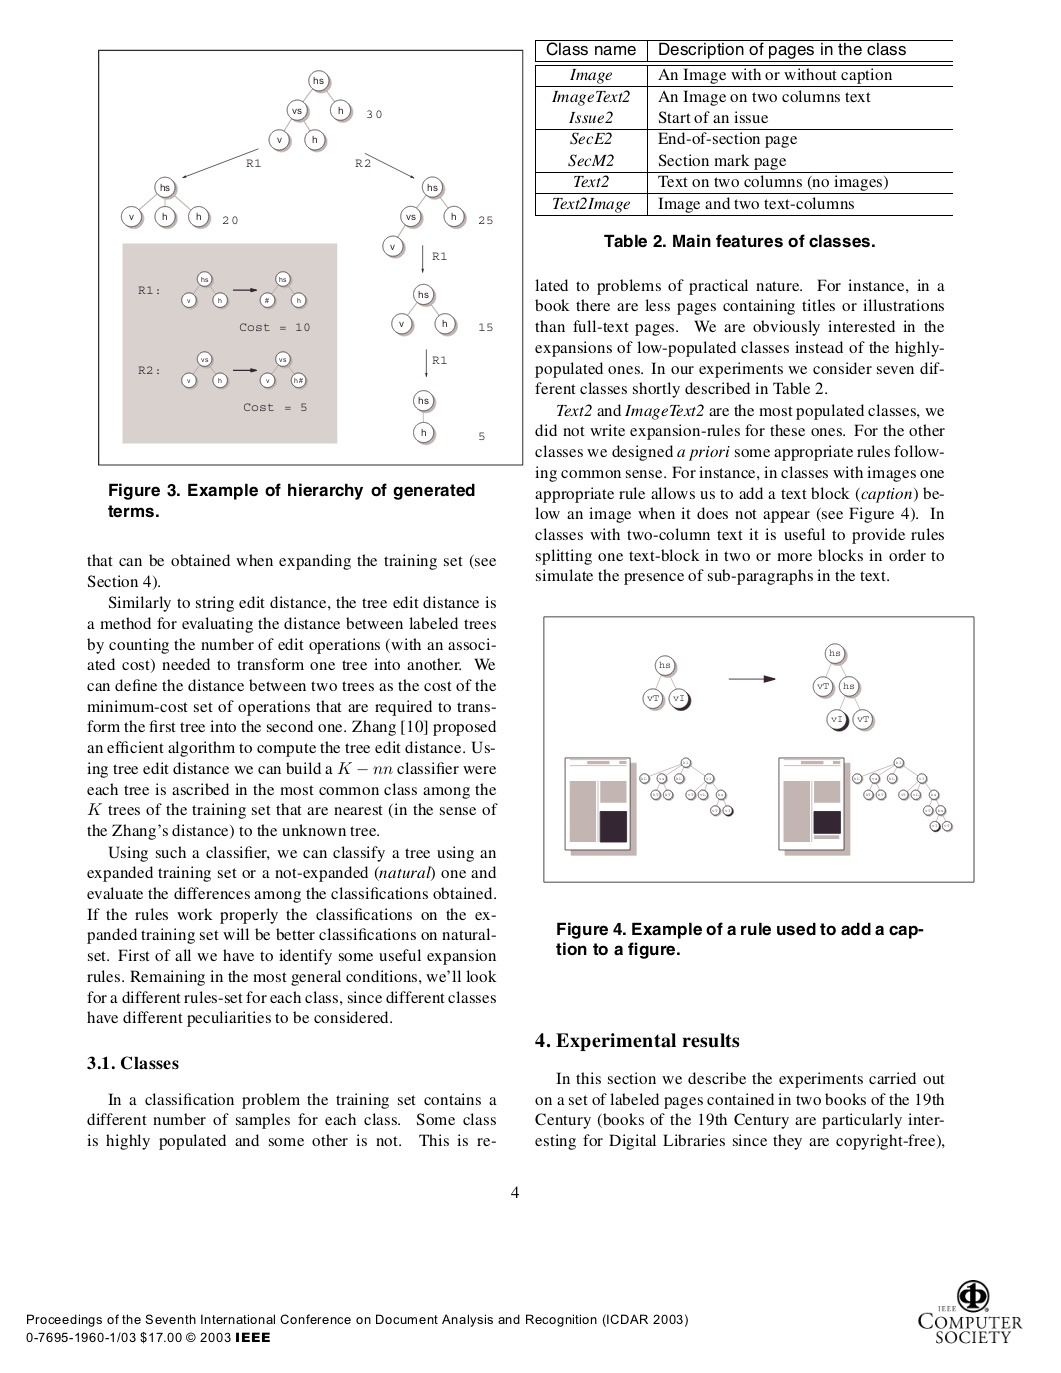 hs
vs h 30
v h
R1 R2
hs hs
v h h 20 vs h 25
v
R1
R1: hs hs
v h # h
Cost = 10
hs
v h 15
R1
R2: vs vs
v h v h#
Cost = 5
hs
h 5
Figure 3. Example of hierarchy of generated
terms.
that can be obtained when expanding the training set (see
Section 4).
Similarly to string edit distance, the tree edit distance is
a method for evaluating the distance between labeled trees
by counting the number of edit operations (with an associ-
ated cost) needed to transform one tree into another. We
can define the distance between two trees as the cost of the
minimum-cost set of operations that are required to trans-
form the first tree into the second one. Zhang [10] proposed
an efficient algorithm to compute the tree edit distance. Us-
ing tree edit distance we can build a K − nn classifier were
each tree is ascribed in the most common class among the
K trees of the training set that are nearest (in the sense of
the Zhang's distance) to the unknown tree.
Using such a classifier, we can classify a tree using an
expanded training set or a not-expanded (natural) one and
evaluate the differences among the classifications obtained.
If the rules work properly the classifications on the ex-
panded training set will be better classifications on natural-
set. First of all we have to identify some useful expansion
rules. Remaining in the most general conditions, we'll look
for a different rules-set for each class, since different classes
have different peculiarities to be considered.
3.1. Classes
In a classification problem the training set contains a
different number of samples for each class. Some class
is highly populated and some other is not. This is re-
Class name Description of pages in the class
Image An Image with or without caption
ImageText2 An Image on two columns text
Issue2 Start of an issue
SecE2 End-of-section page
SecM2 Section mark page
Text2 Text on two columns (no images)
Text2Image Image and two text-columns
Table 2. Main features of classes.
lated to problems of practical nature. For instance, in a
book there are less pages containing titles or illustrations
than full-text pages. We are obviously interested in the
expansions of low-populated classes instead of the highly-
populated ones. In our experiments we consider seven dif-
ferent classes shortly described in Table 2.
Text2 and ImageText2 are the most populated classes, we
did not write expansion-rules for these ones. For the other
classes we designed a priori some appropriate rules follow-
ing common sense. For instance, in classes with images one
appropriate rule allows us to add a text block (caption) be-
low an image when it does not appear (see Figure 4). In
classes with two-column text it is useful to provide rules
splitting one text-block in two or more blocks in order to
simulate the presence of sub-paragraphs in the text.
hs hs
vT vI vT hs
vI vT
Figure 4. Example of a rule used to add a cap-
tion to a figure.
4. Experimental results
In this section we describe the experiments carried out
on a set of labeled pages contained in two books of the 19th
Century (books of the 19th Century are particularly inter-
esting for Digital Libraries since they are copyright-free),
4
Proceedings of the Seventh International Conference on Document Analysis and Recognition (ICDAR 2003)
0-7695-1960-1/03 $17.00 © 2003 IEEE
IEEE
COMPUTER
SOCIETY